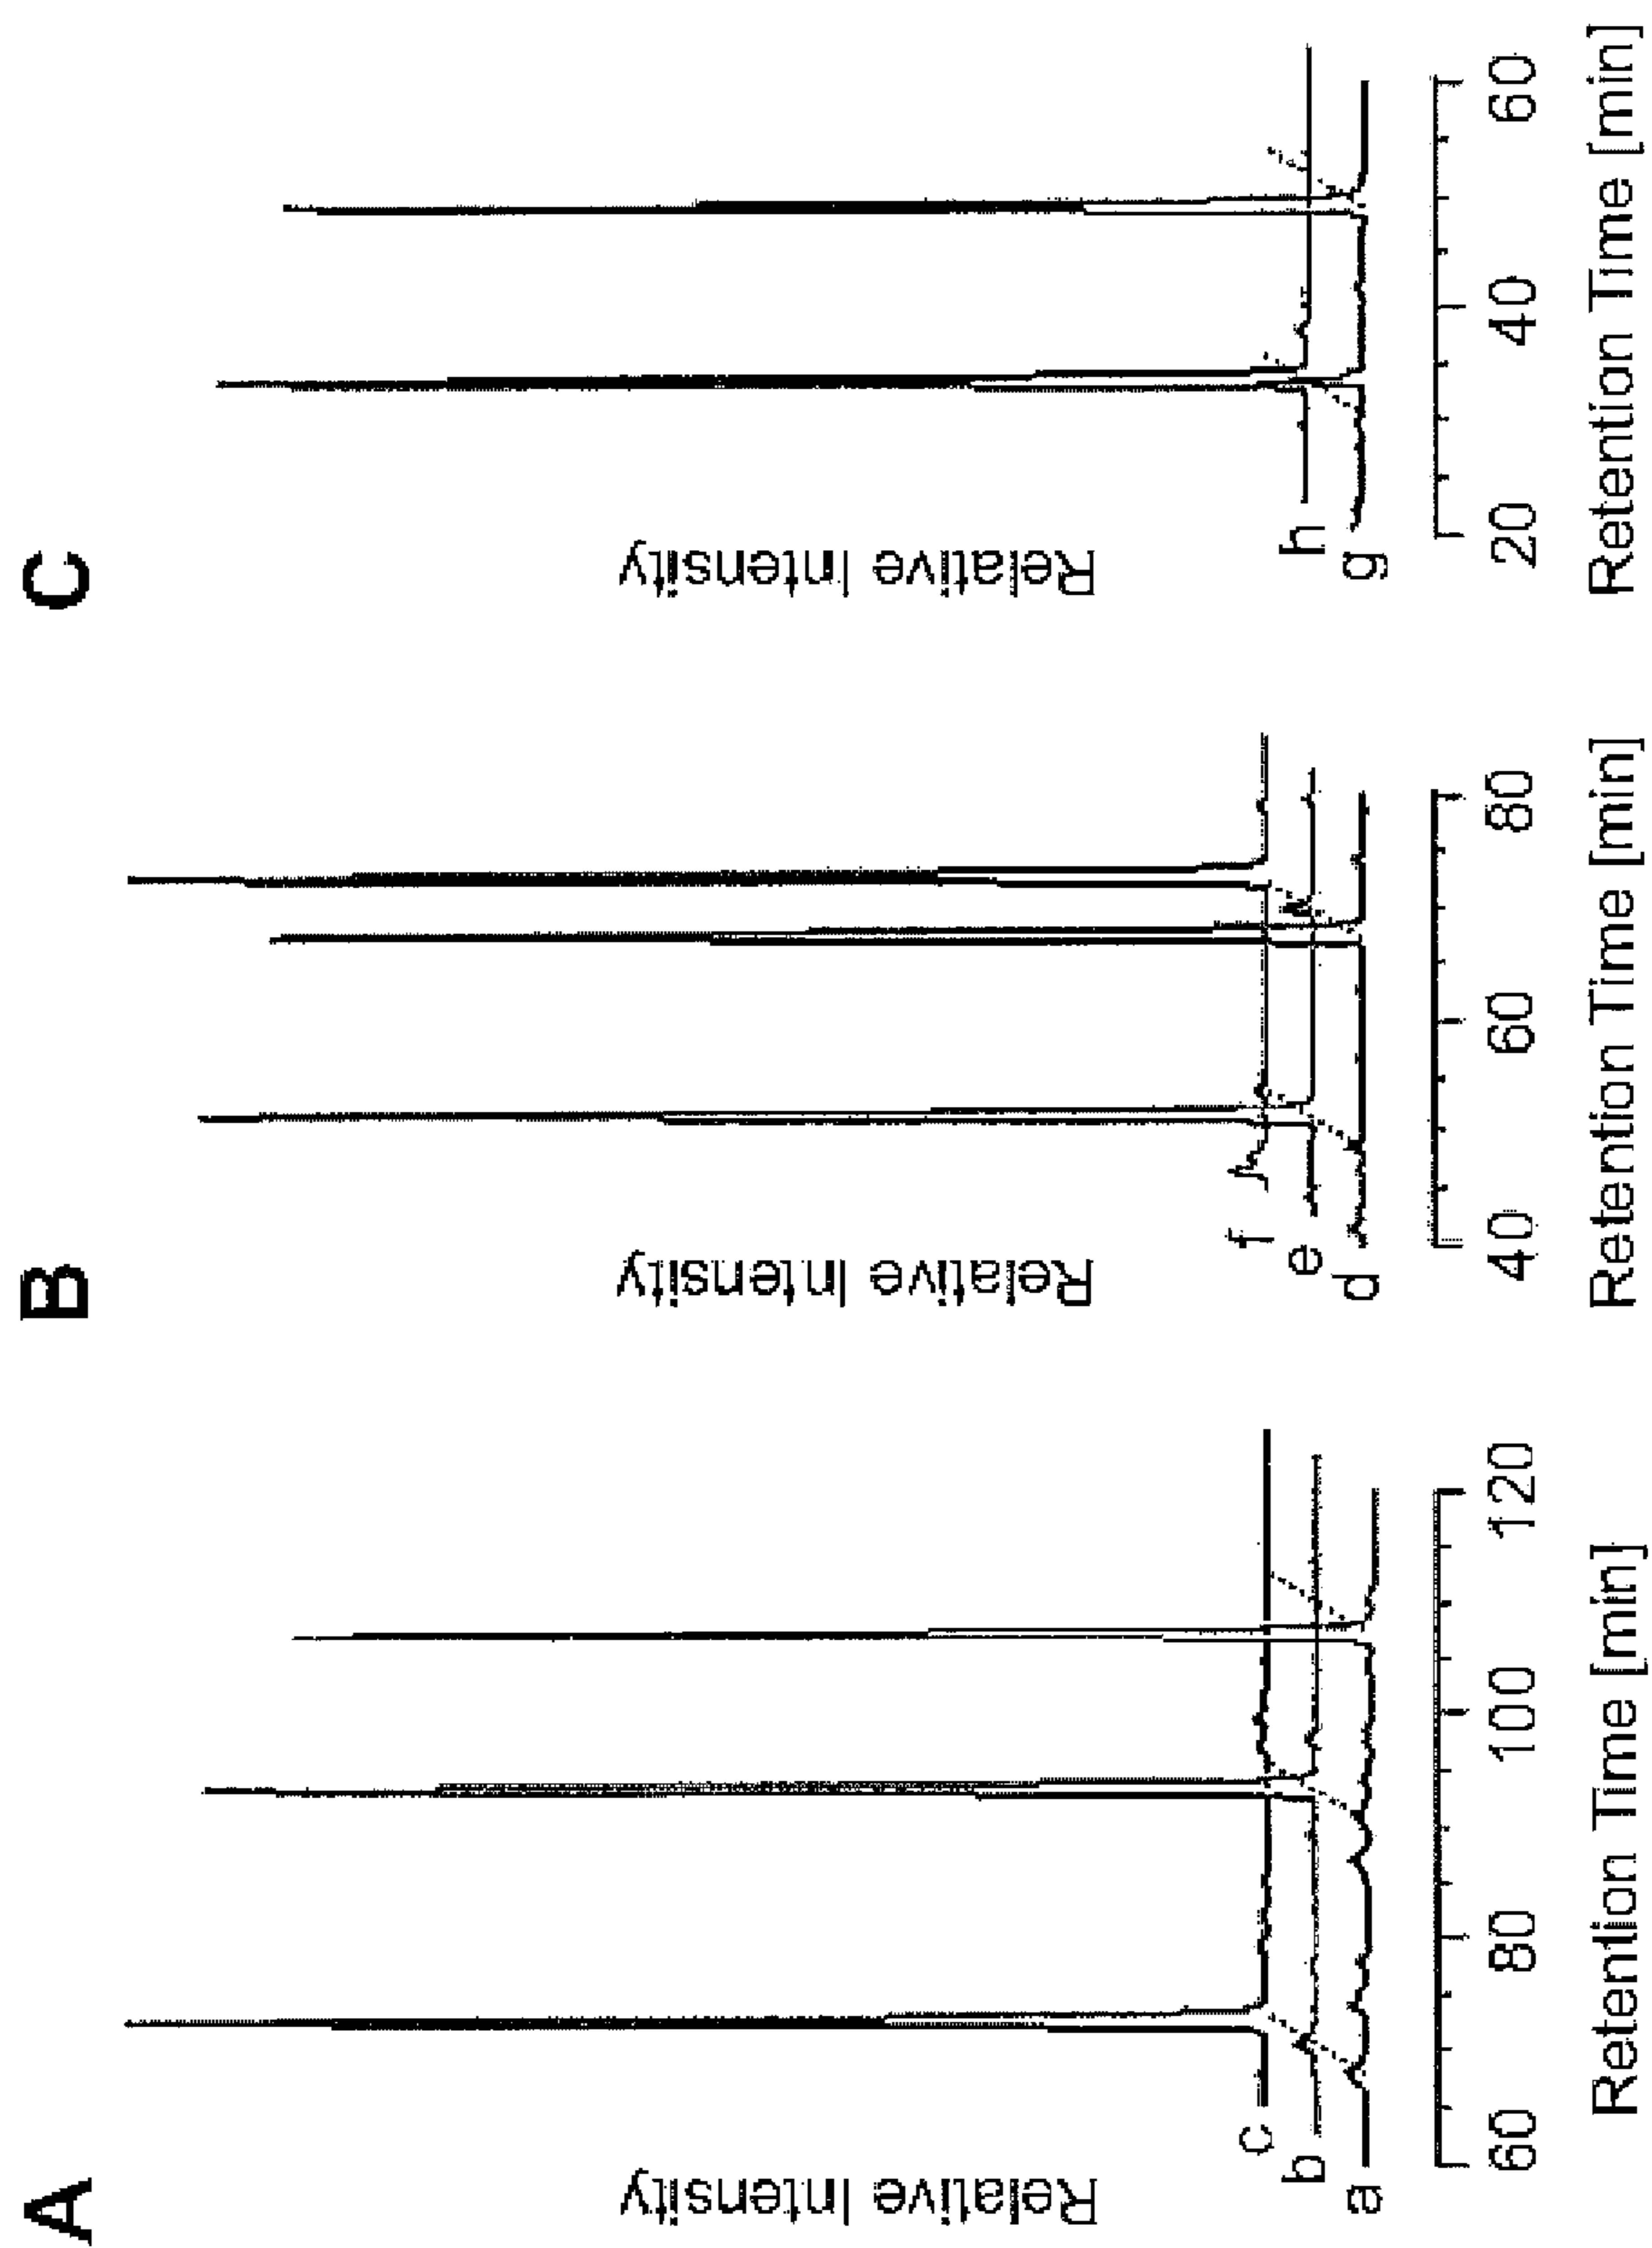 A
Relative Intensity
c
b
a
60 80 100 120
Retention Time [min]
B
Relative Intensity
f
e
d
40 60 80
Retention Time [min]
C
Relative Intensity
h
g
20 40 60
Retention Time [min]